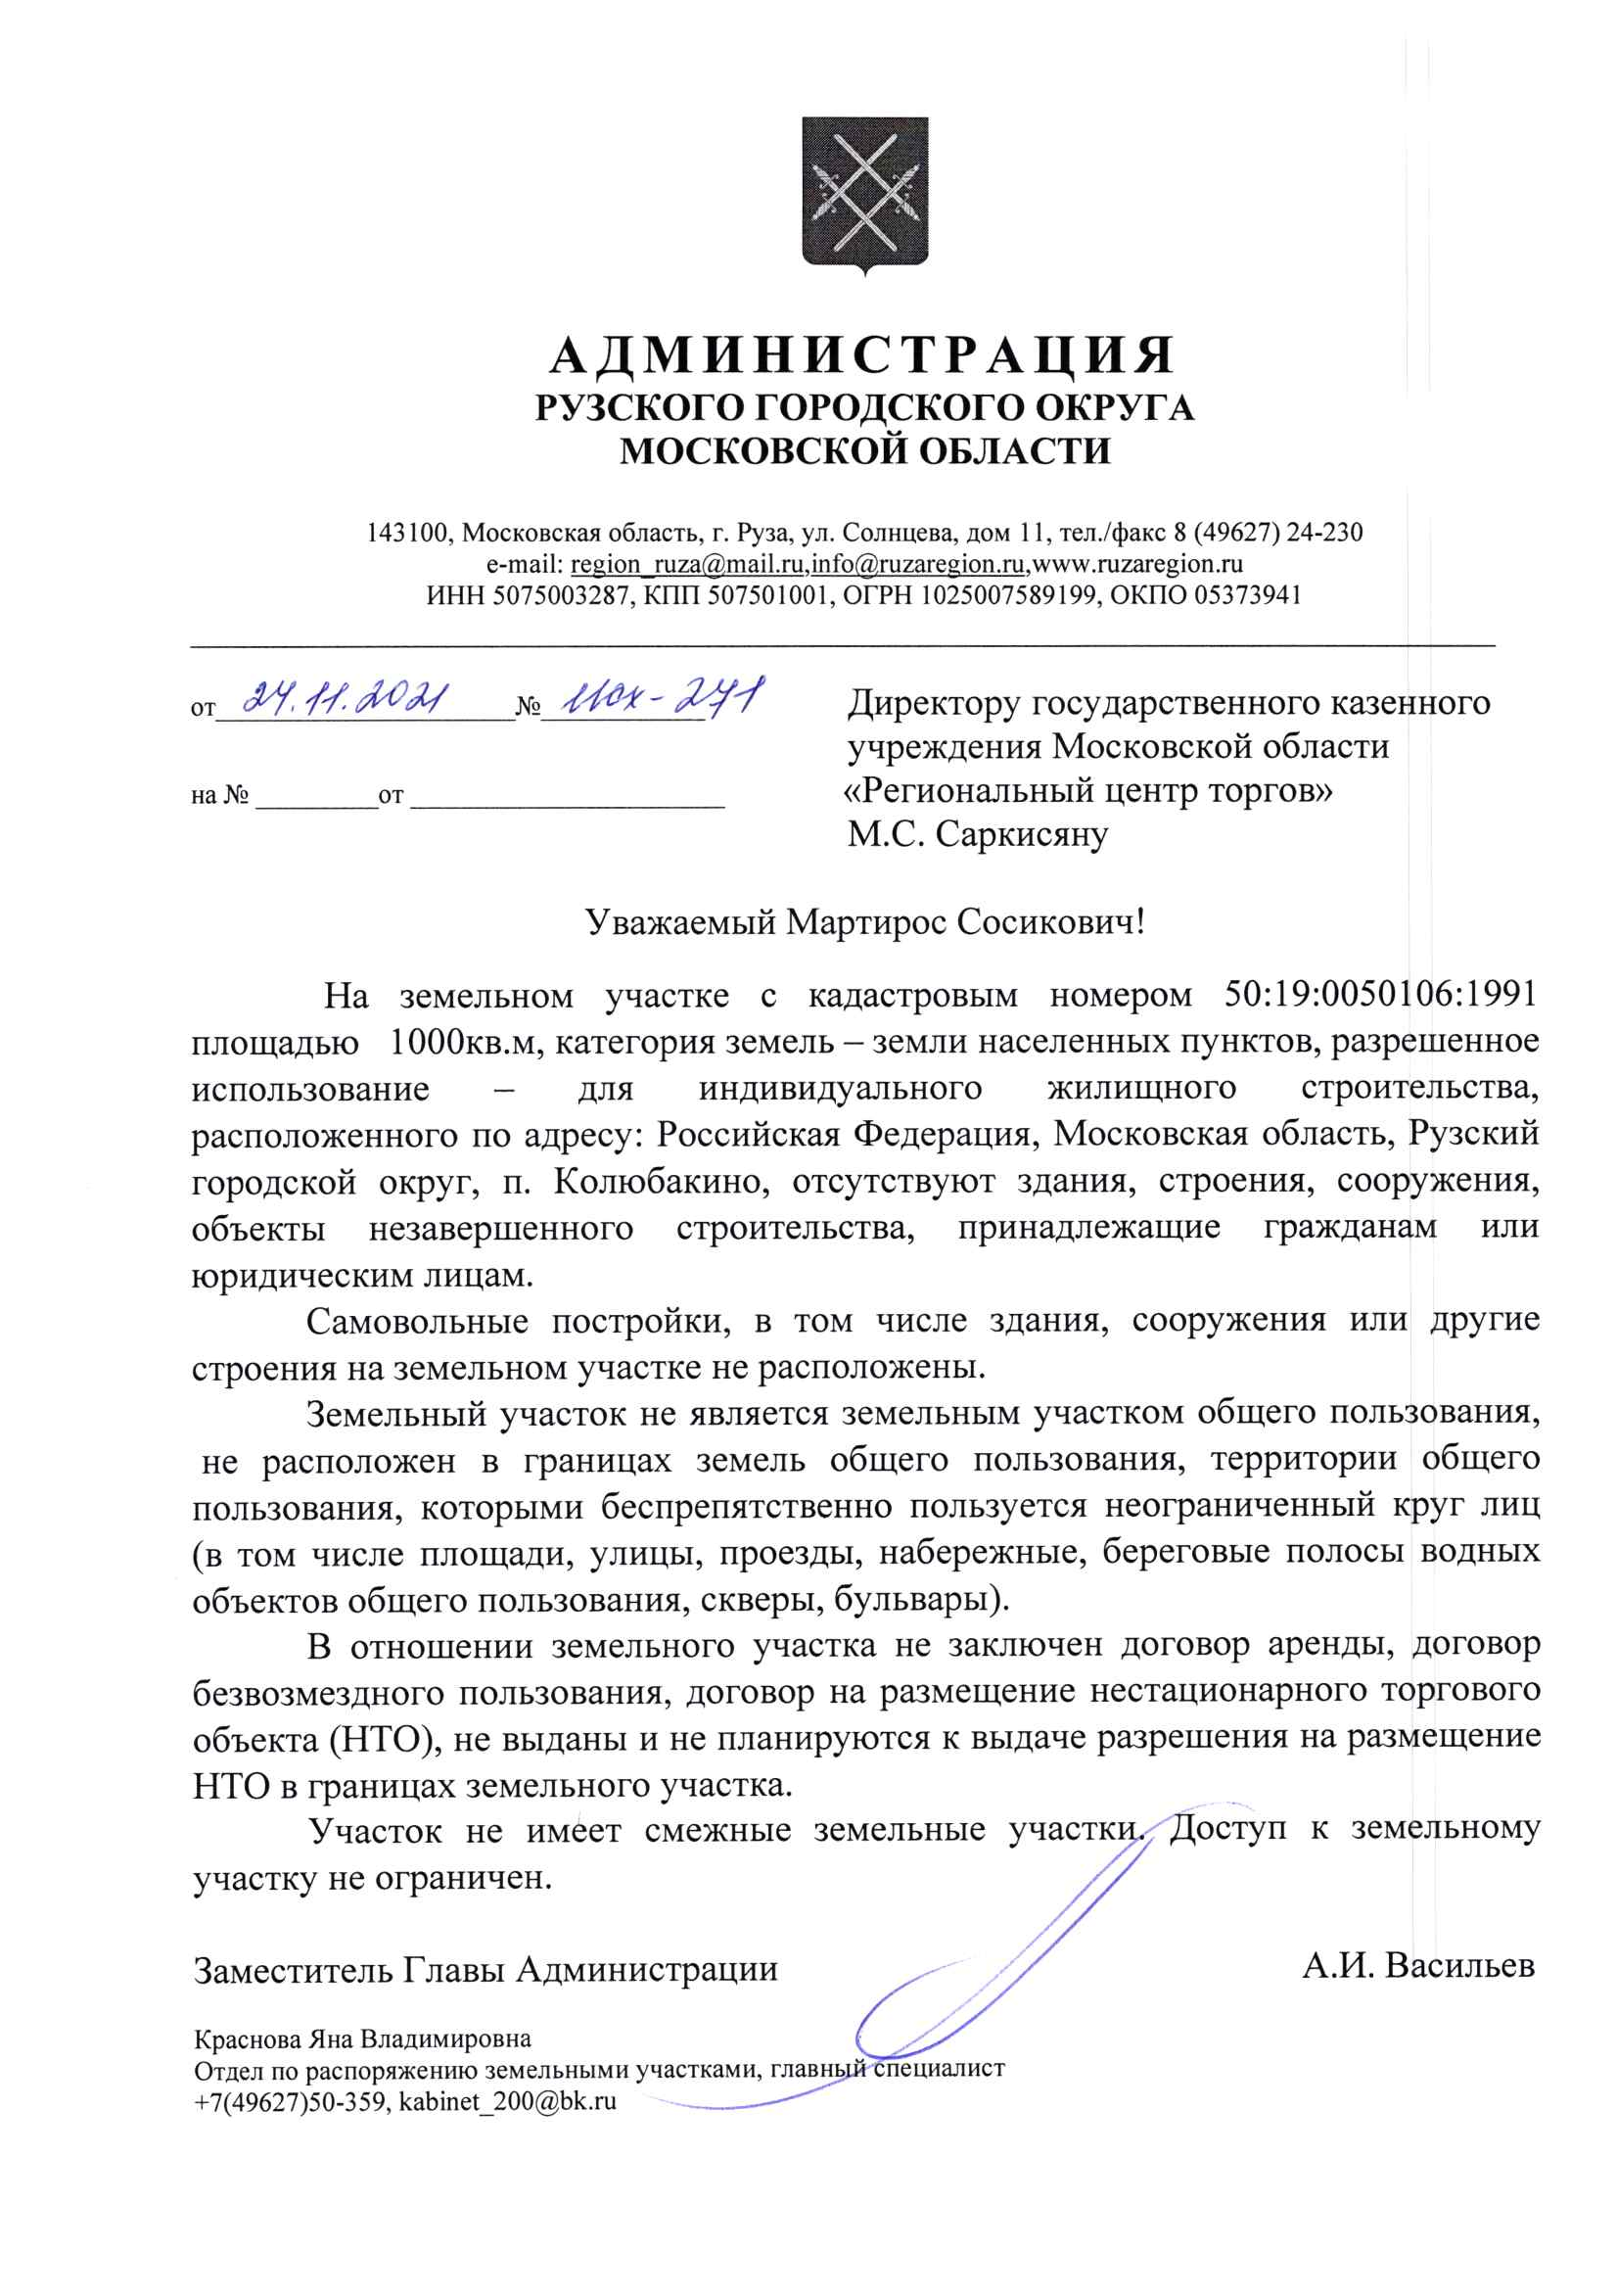 АДМИНИСТРАЦИЯ
РУЗСКОГО ГОРОДСКОГО ОКРУГА
МОСКОВСКОЙ ОБЛАСТИ
143100, Московская область, г. Руза, ул. Солнцева, дом 11, тел./факс 8 (49627) 24-230
e-mail: region_ruza@mail.ru,info@ruzaregion.ru,www.ruzaregion.ru
ИНН 5075003287, КПП 507501001, ОГРН 1025007589199, ОКПО 05373941
от 24.11.2021 № Исх-271
на № от
Директору государственного казенного
учреждения Московской области
«Региональный центр торгов»
М.С. Саркисяну
Уважаемый Мартирос Сосикович!
На земельном участке с кадастровым номером 50:19:0050106:1991
площадью 1000кв.м, категория земель – земли населенных пунктов, разрешенное
использование – для индивидуального жилищного строительства,
расположенного по адресу: Российская Федерация, Московская область, Рузский
городской округ, п. Колюбакино, отсутствуют здания, строения, сооружения,
объекты незавершенного строительства, принадлежащие гражданам или
юридическим лицам.
Самовольные постройки, в том числе здания, сооружения или другие
строения на земельном участке не расположены.
Земельный участок не является земельным участком общего пользования,
не расположен в границах земель общего пользования, территории общего
пользования, которыми беспрепятственно пользуется неограниченный круг лиц
(в том числе площади, улицы, проезды, набережные, береговые полосы водных
объектов общего пользования, скверы, бульвары).
В отношении земельного участка не заключен договор аренды, договор
безвозмездного пользования, договор на размещение нестационарного торгового
объекта (НТО), не выданы и не планируются к выдаче разрешения на размещение
НТО в границах земельного участка.
Участок не имеет смежные земельные участки. Доступ к земельному
участку не ограничен.
Заместитель Главы Администрации А.И. Васильев
Краснова Яна Владимировна
Отдел по распоряжению земельными участками, главный специалист
+7(49627)50-359, kabinet_200@bk.ru